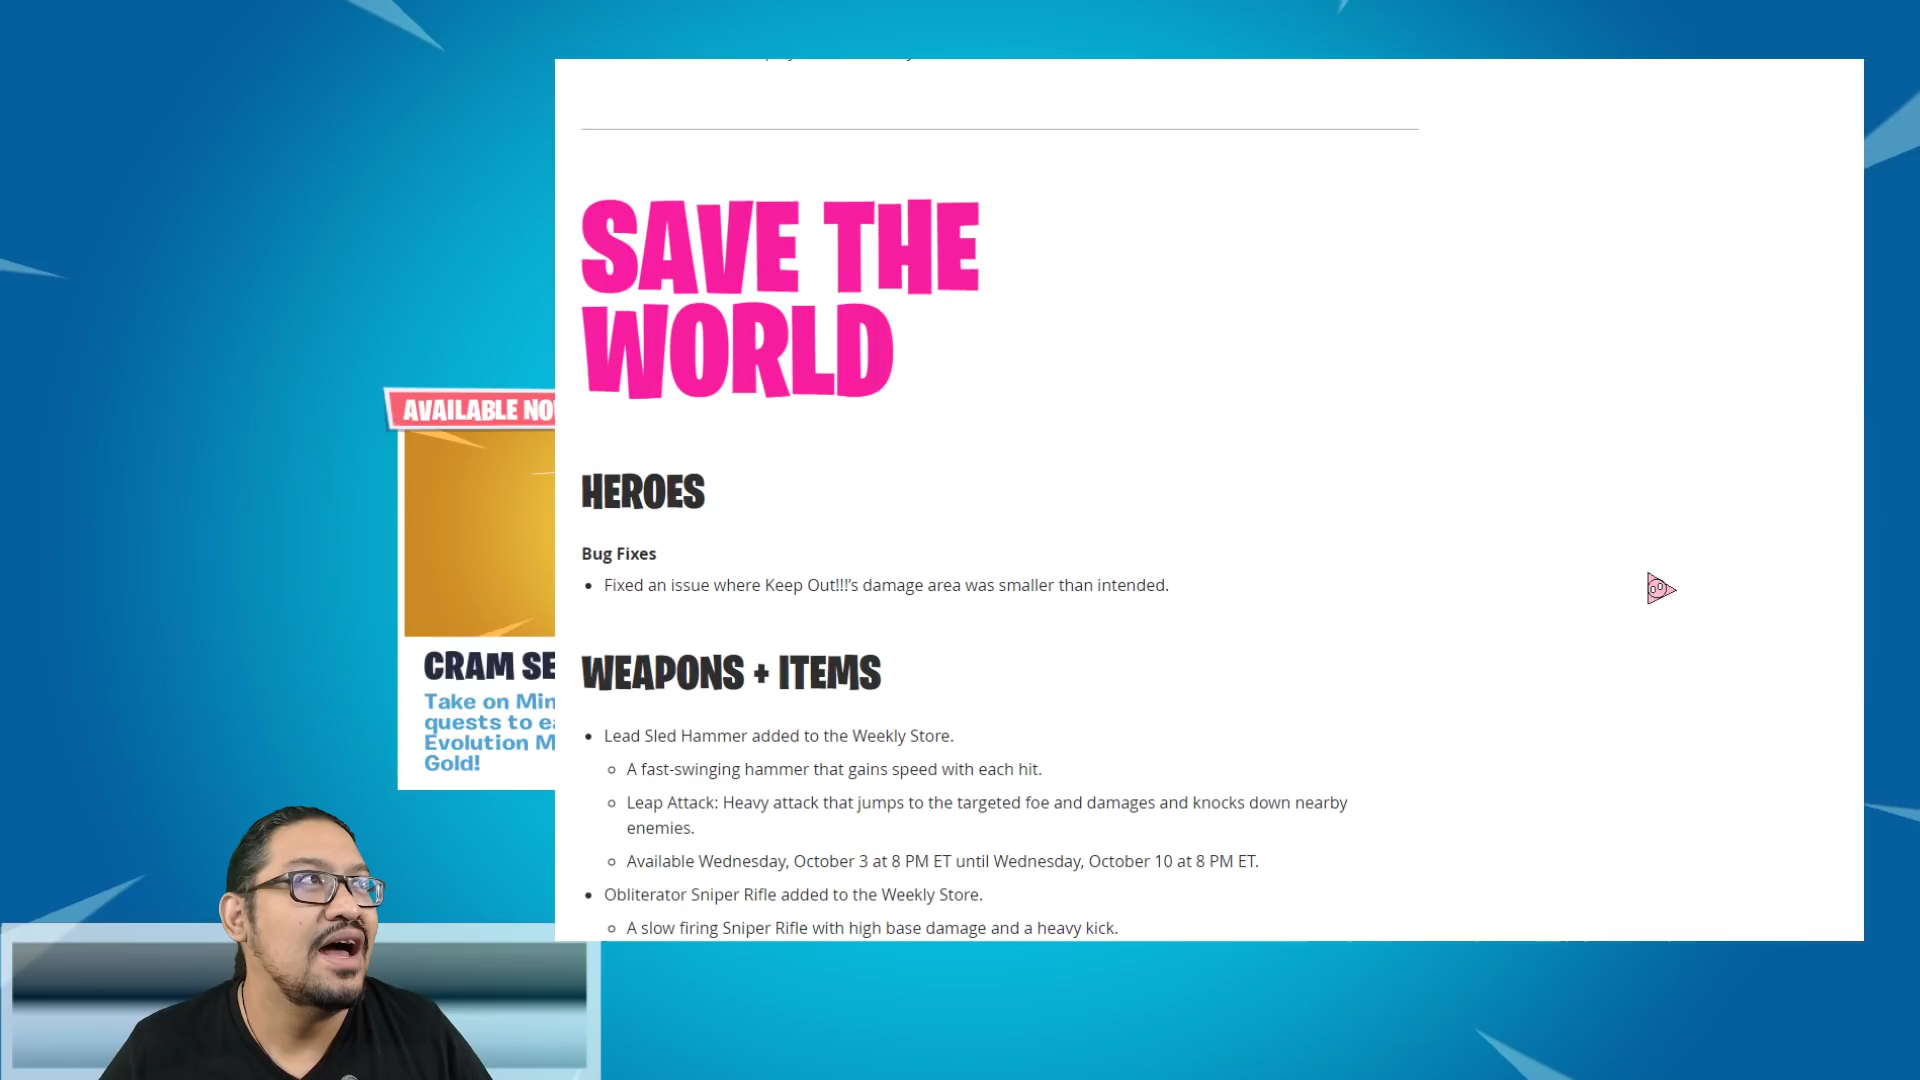 SAVE THE
WORLD
HEROES
Bug Fixes
• Fixed an issue where Keep Out!!!’s damage area was smaller than intended.
WEAPONS + ITEMS
• Lead Sled Hammer added to the Weekly Store.
○ A fast-swinging hammer that gains speed with each hit.
○ Leap Attack: Heavy attack that jumps to the targeted foe and damages and knocks down nearby
enemies.
○ Available Wednesday, October 3 at 8 PM ET until Wednesday, October 10 at 8 PM ET.
• Obliterator Sniper Rifle added to the Weekly Store.
○ A slow firing Sniper Rifle with high base damage and a heavy kick.
AVAILABLE NO
CRAM SE
Take on Min
quests to ea
Evolution M
Gold!